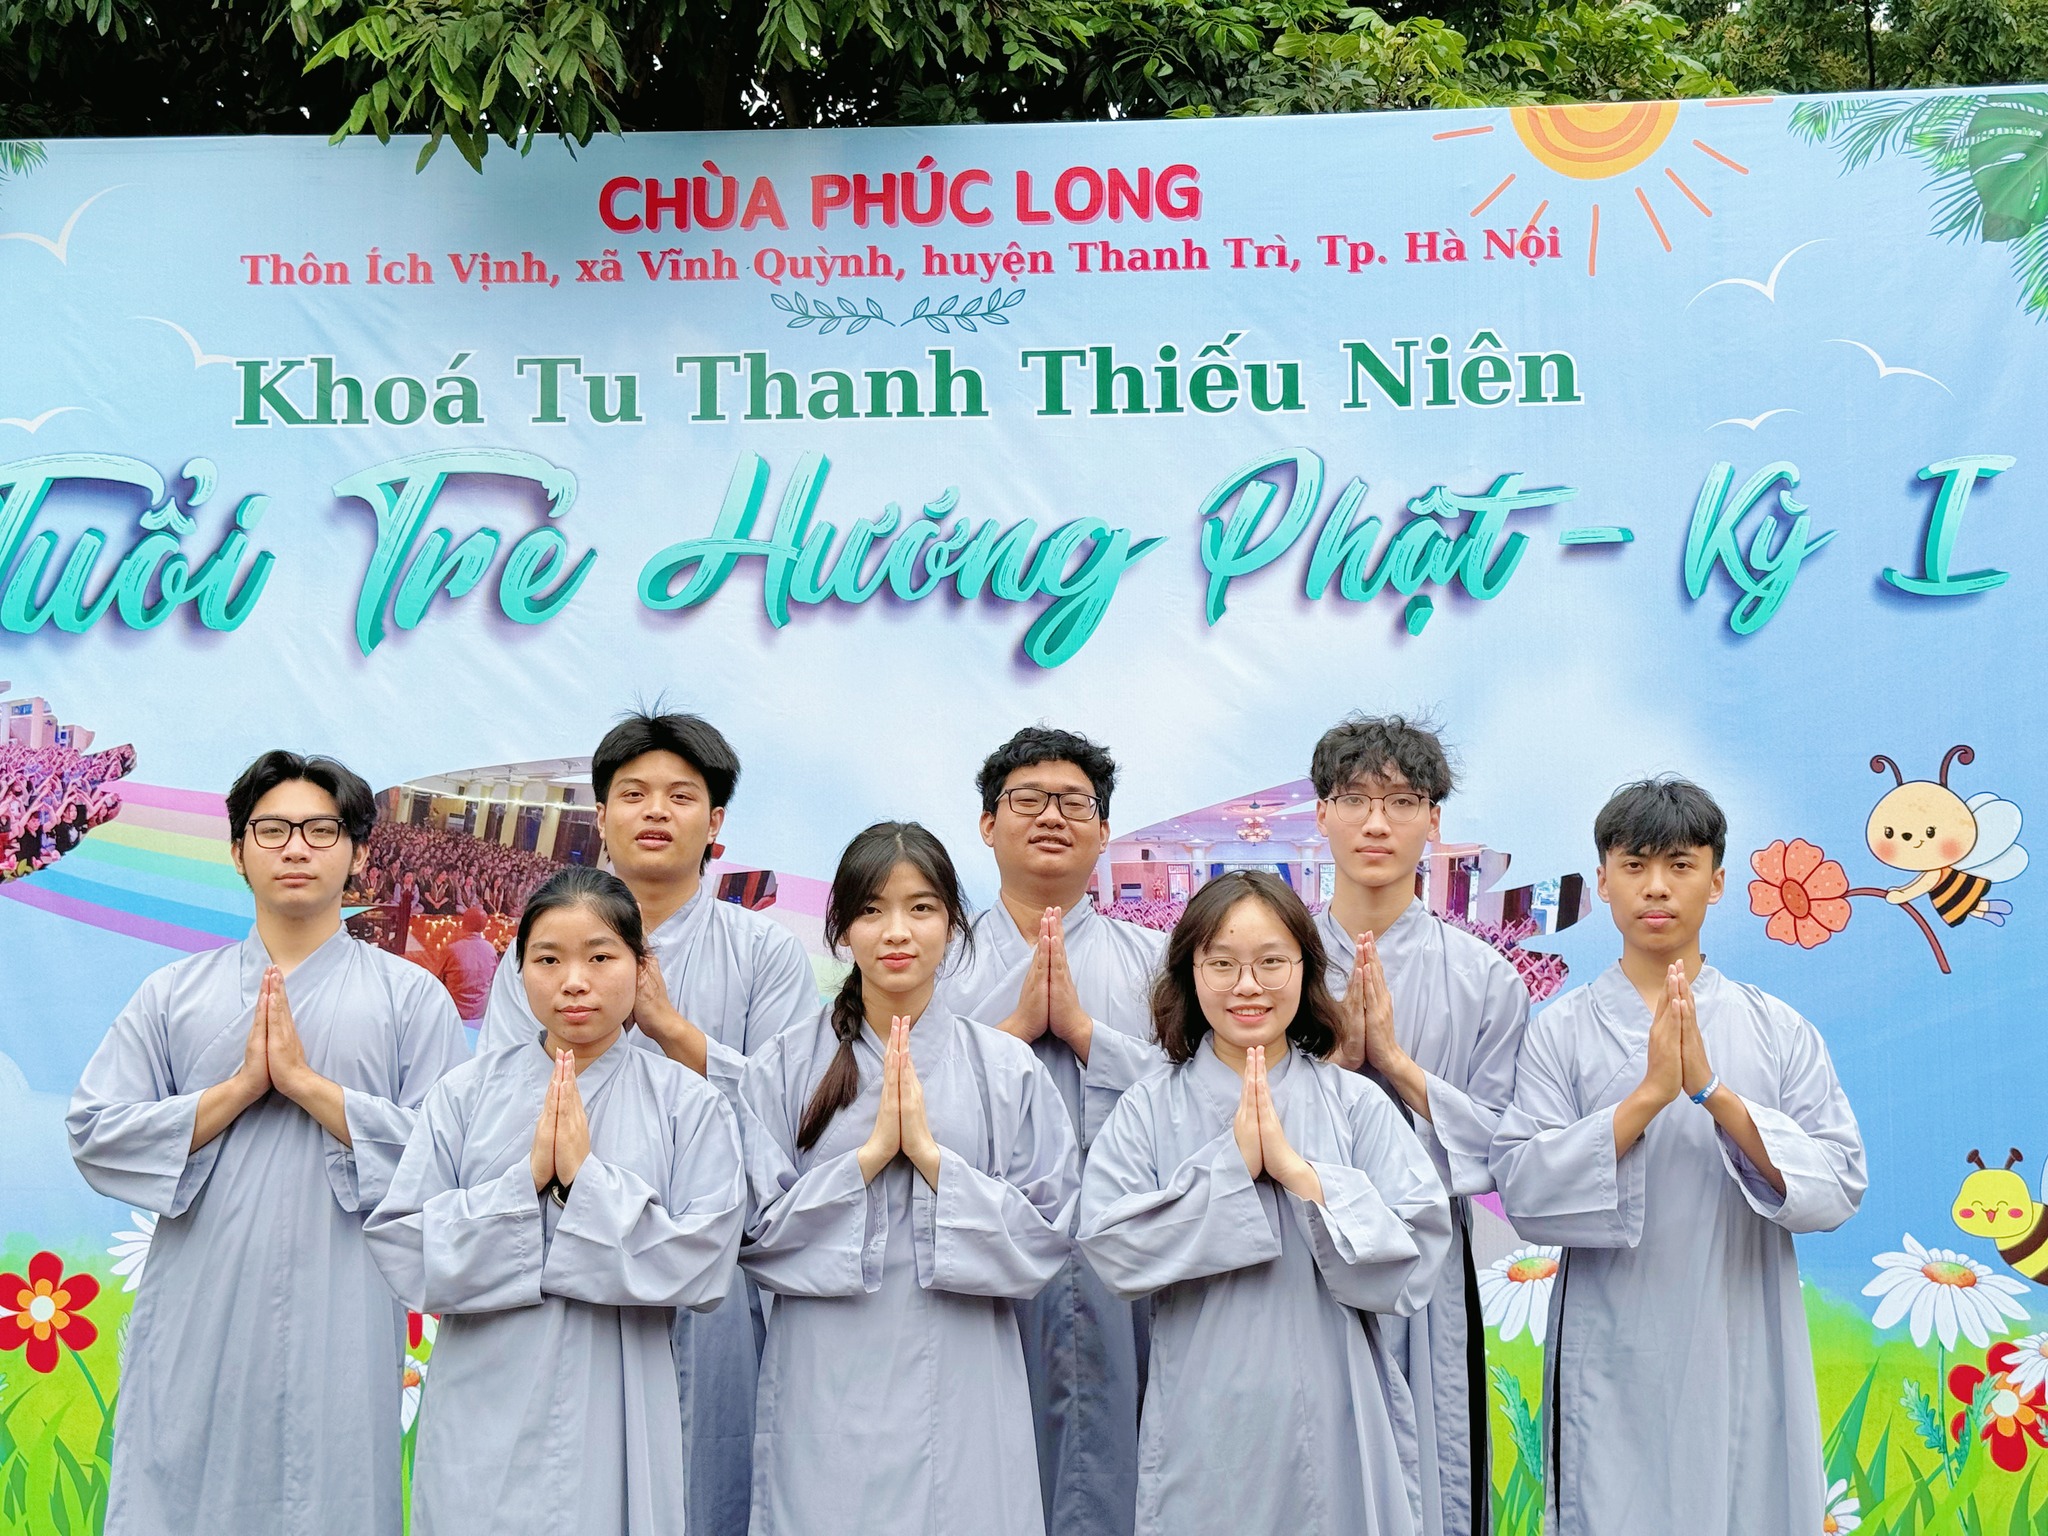 CHÙA PHÚC LONG
Thôn Ích Vịnh, xã Vĩnh Quỳnh, huyện Thanh Trì, Tp. Hà Nội
Khoá Tu Thanh Thiếu Niên
Tuổi Trẻ Hướng Phật - Kỳ I